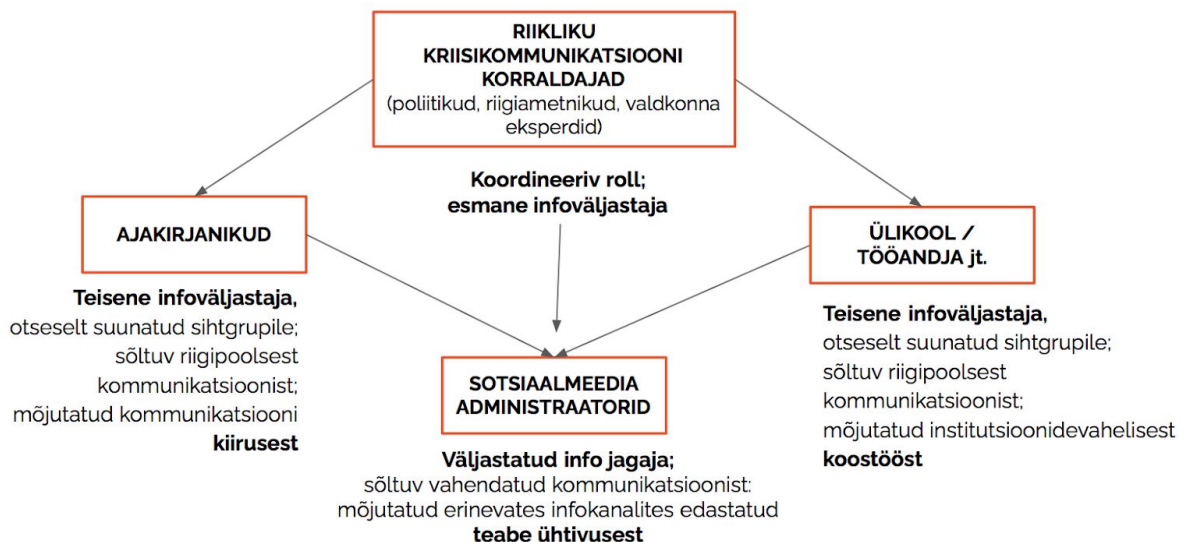 RIIKLIKU
KRIISIKOMMUNIKATSIOONI
KORRALDAJAD
(poliitikud, riigiametnikud, valdkonna
eksperdid)
Koordineeriv roll;
esmane infoväljastaja
AJAKIRJANIKUD
Teisene infoväljastaja,
otseselt suunatud sihtgrupile;
sõltuv riigipoolsest
kommunikatsioonist;
mõjutatud kommunikatsiooni
kiirusest
ÜLIKOOL /
TÖÖANDJA jt.
Teisene infoväljastaja,
otseselt suunatud sihtgrupile;
sõltuv riigipoolsest
kommunikatsioonist;
mõjutatud institutsioonidevahelisest
koostööst
SOTSIAALMEEDIA
ADMINISTRAATORID
Väljastatud info jagaja;
sõltuv vahendatud kommunikatsioonist:
mõjutatud erinevates infokanalites edastatud
teabe ühtivusest